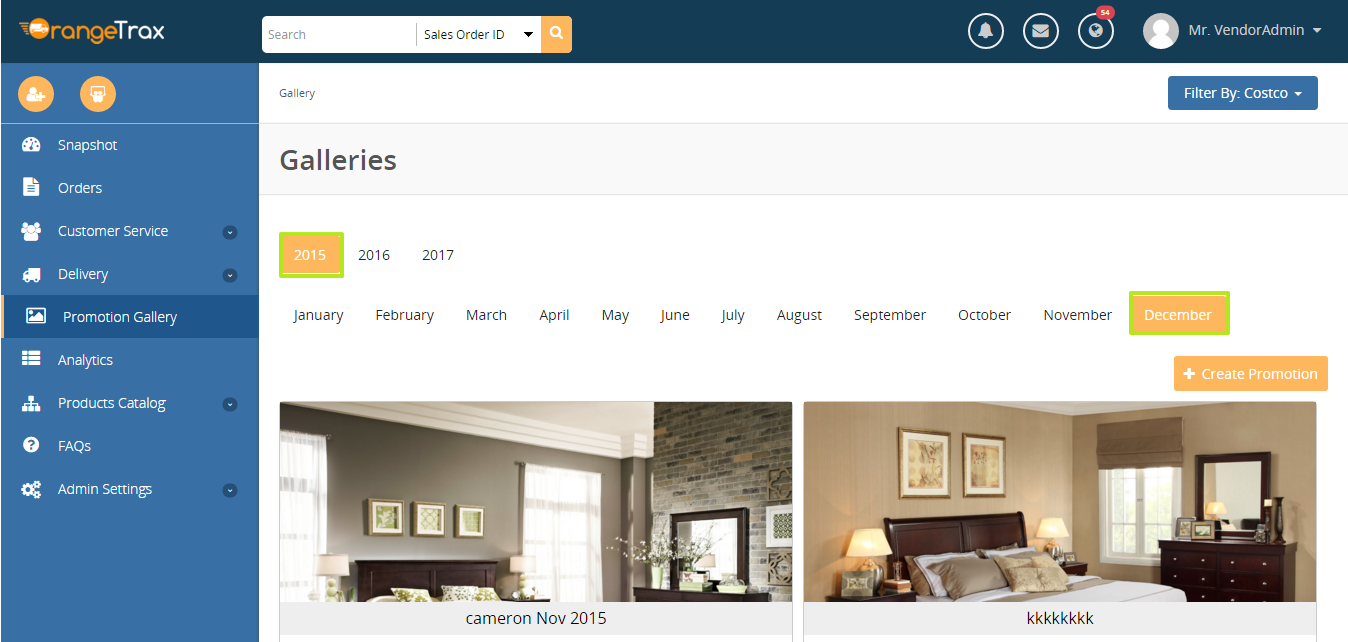 OrangeTrax
Search
Sales Order ID
54
Mr. VendorAdmin
Gallery
Filter By: Costco
Snapshot
Orders
Customer Service
Delivery
Promotion Gallery
Analytics
Products Catalog
FAQs
Admin Settings
Galleries
2015 2016 2017
January February March April May June July August September October November December
+ Create Promotion
cameron Nov 2015
kkkkkkkk